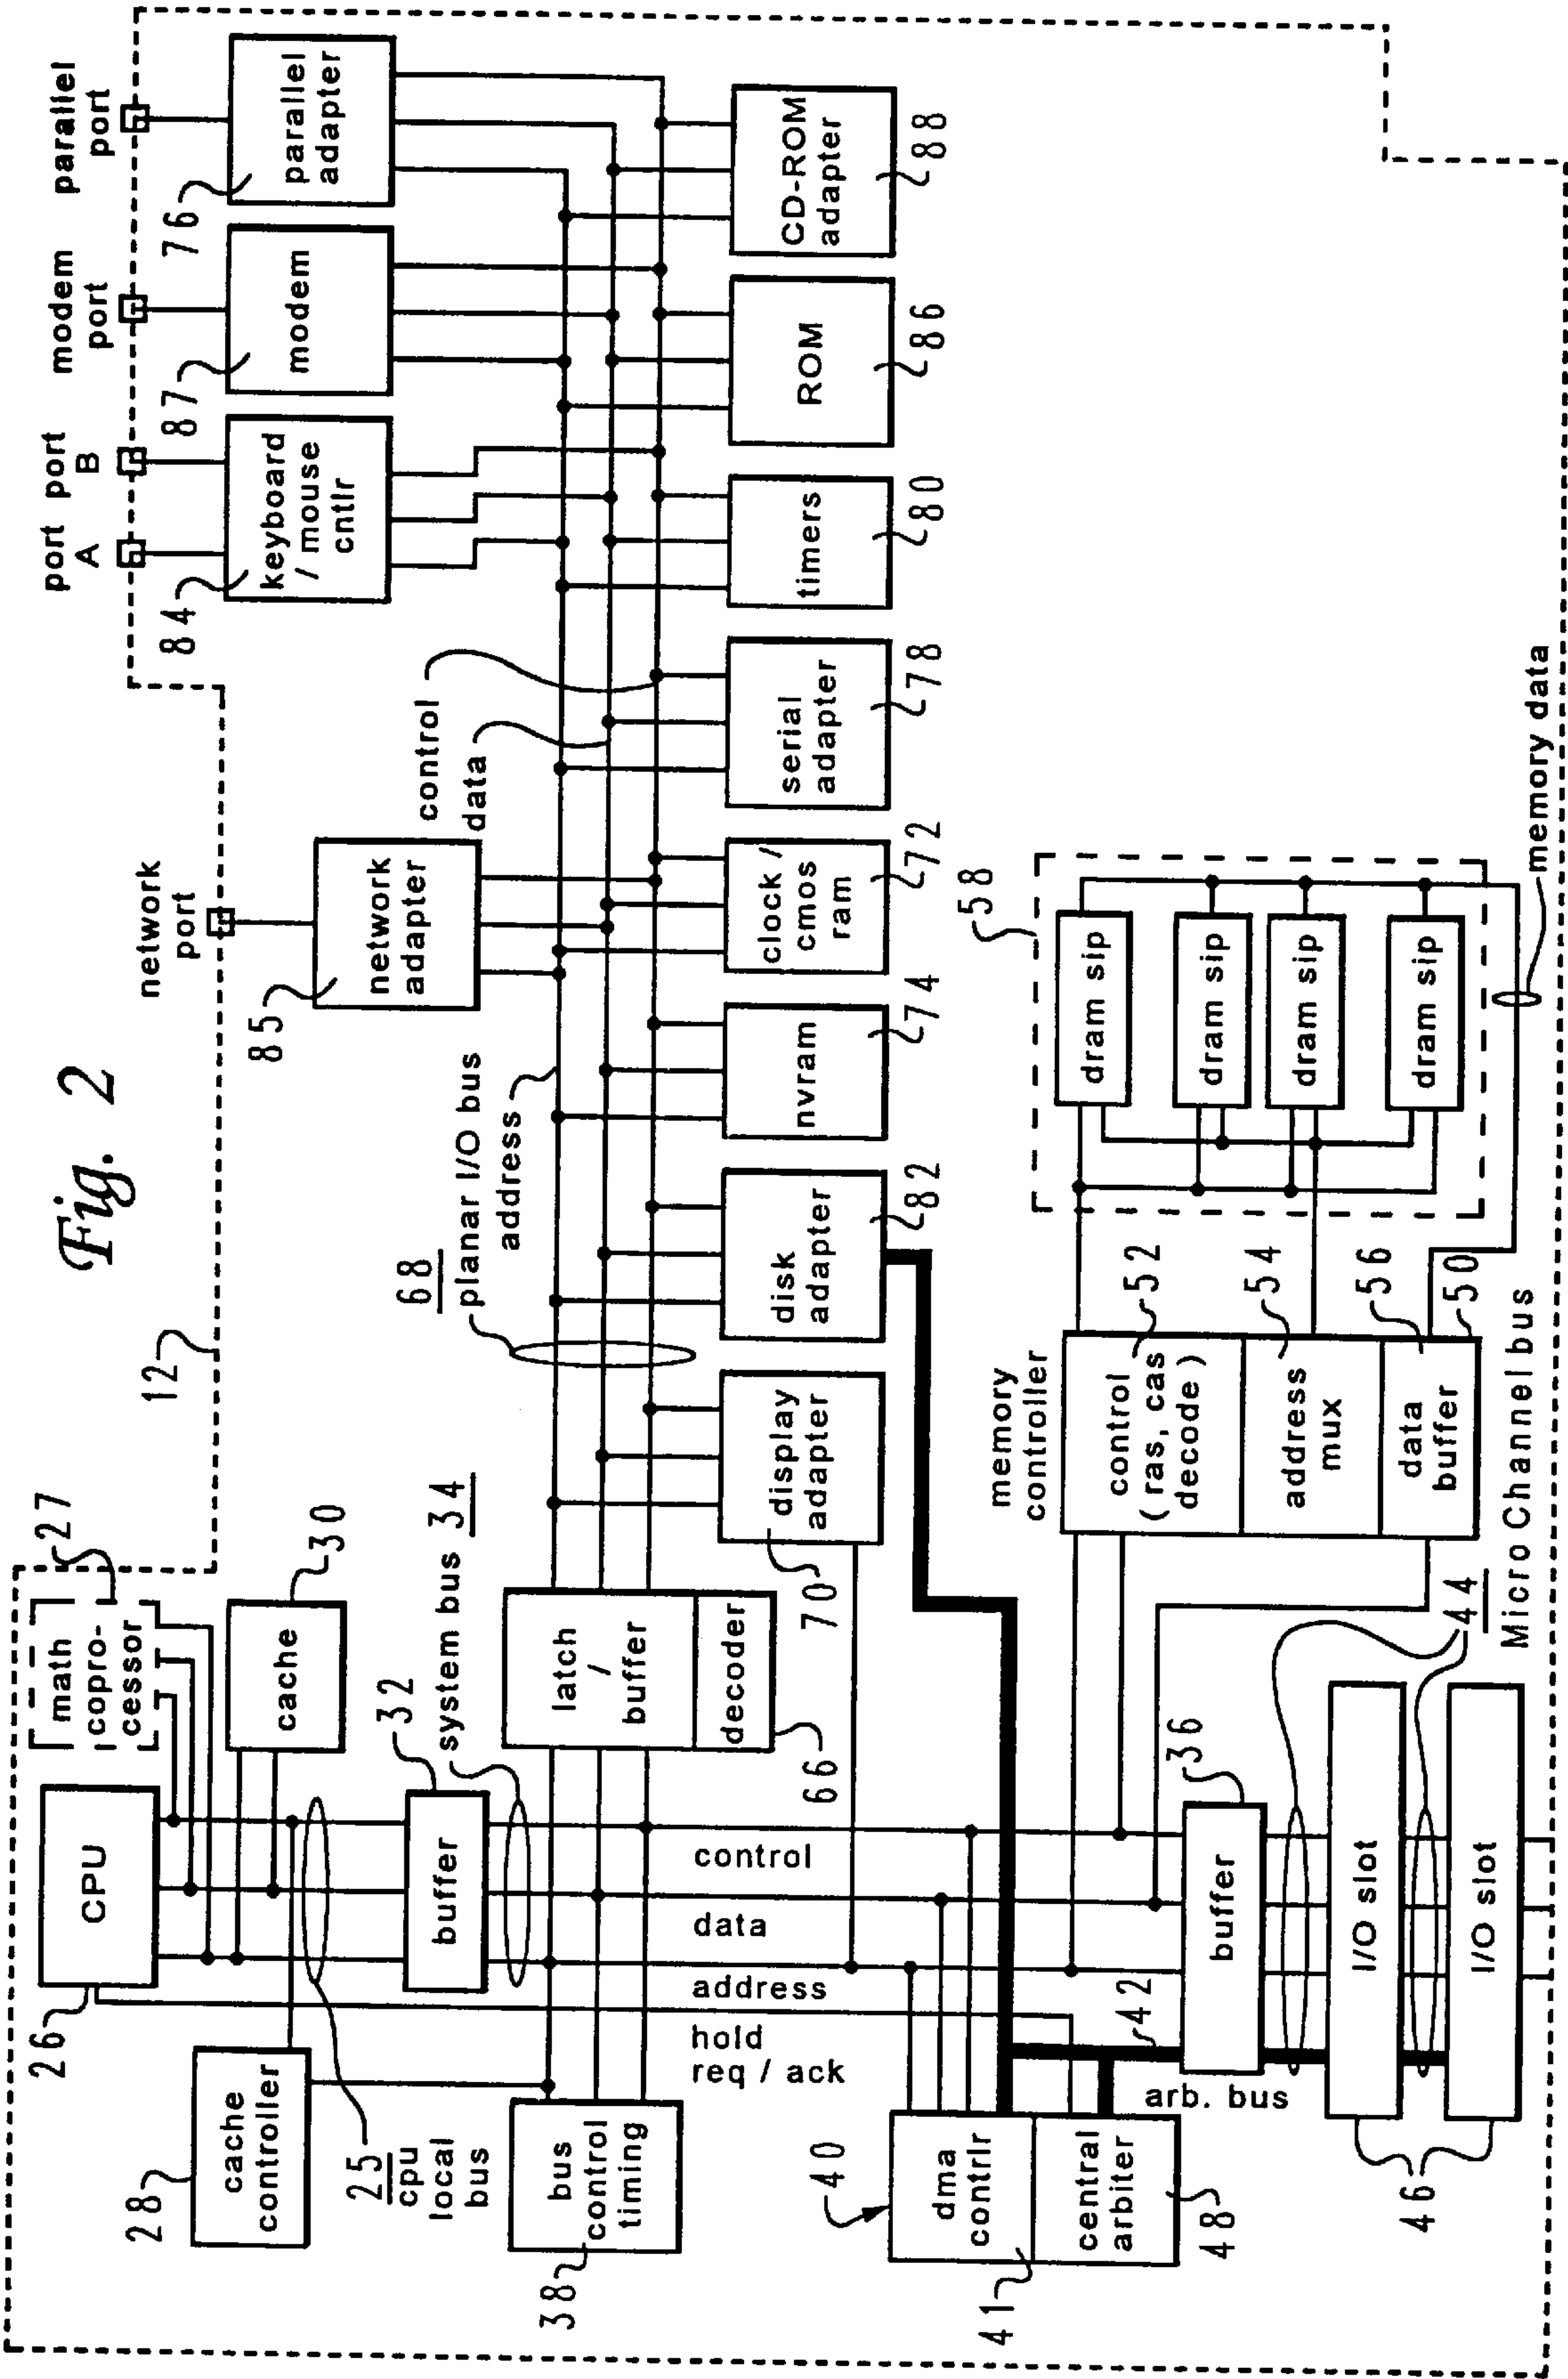 Fig. 2
12
CPU
26
math
copro-
cessor
27
cache
30
cache
controller
28
25
cpu
local
bus
buffer
32
system bus 34
bus
control
timing
38
latch
/
buffer
decoder
66
control
data
address
hold
req / ack
40
dma
contrlr
41
central
arbiter
48
arb. bus
42
buffer
36
I/O slot
I/O slot
46
44
Micro Channel bus
68
planar I/O bus
address
data
control
display
adapter
70
disk
adapter
82
nvram
74
clock /
cmos
ram
72
serial
adapter
78
timers
80
ROM
86
CD-ROM
adapter
88
network
port
network
adapter
85
port
A
port
B
keyboard
/ mouse
cntlr
84
modem
port
modem
87
parallel
port
parallel
adapter
76
memory
controller
control
( ras, cas
decode )
52
address
mux
54
data
buffer
56
50
58
dram sip
dram sip
dram sip
dram sip
memory data